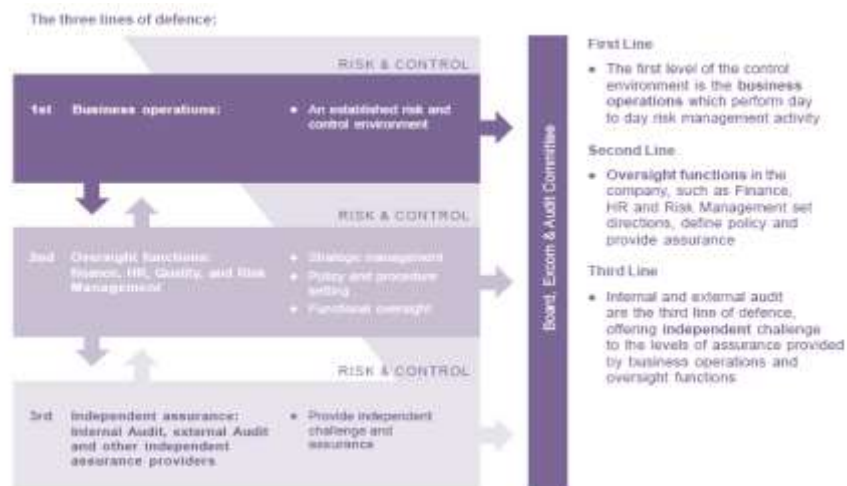 The three lines of defence:
RISK & CONTROL
1st Business operations:
• An established risk and
control environment
RISK & CONTROL
2nd Oversight functions:
finance, HR, Quality, and Risk
Management
• Strategic management
• Policy and procedure
setting
• Functional oversight
RISK & CONTROL
3rd Independent assurance:
Internal Audit, external Audit
and other independent
assurance providers
• Provide independent
challenge and
assurance
Board, Excom & Audit Committee
First Line
• The first level of the control
environment is the business
operations which perform day
to day risk management activity
Second Line
• Oversight functions in the
company, such as Finance,
HR and Risk Management set
directions, define policy and
provide assurance
Third Line
• Internal and external audit
are the third line of defence,
offering independent challenge
to the levels of assurance provided
by business operations and
oversight functions